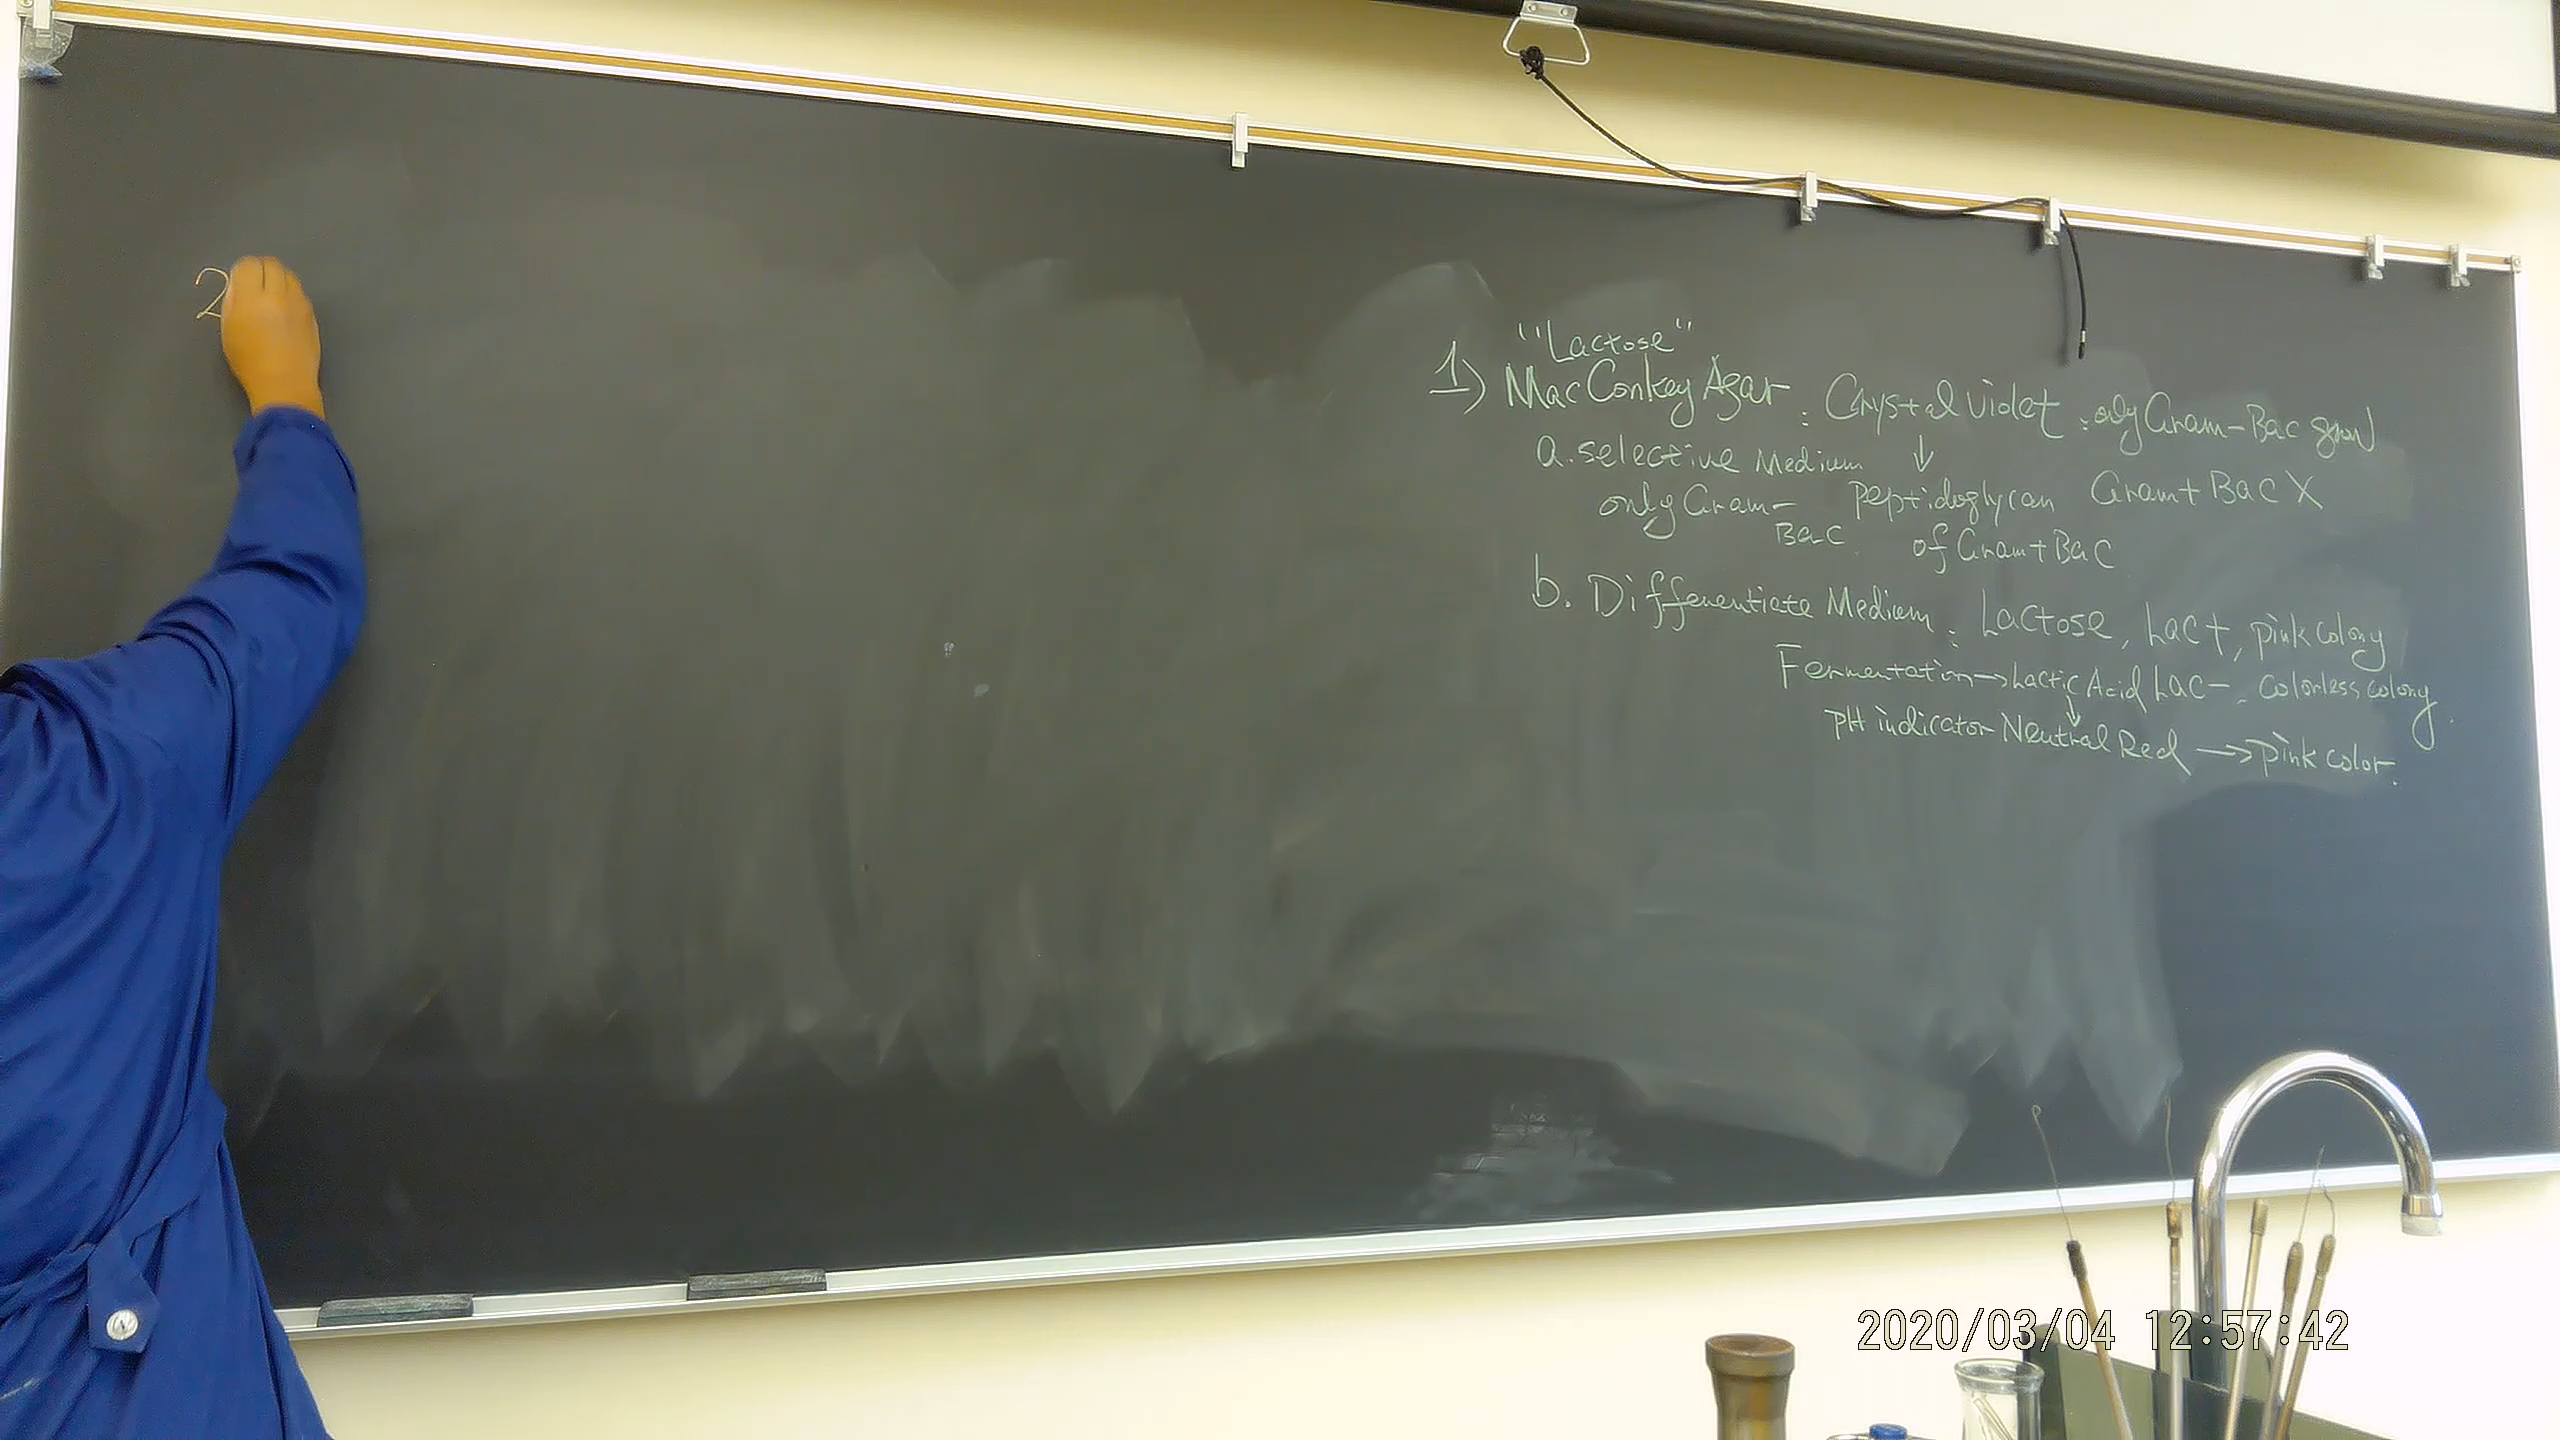 2
"Lactose"
1) MacConkey Agar : Crystal Violet : only Gram- Bac grow
a. selective Medium ↓
only Gram- Peptidoglycan Gram+ Bac X
Bac of Gram+ Bac
b. Differentiate Medium : Lactose, Lac+, pink colony
Fermentation → Lactic Acid Lac- . Colorless colony.
↓
PH indicator Neutral Red → pink color.
2020/03/04 12:57:42